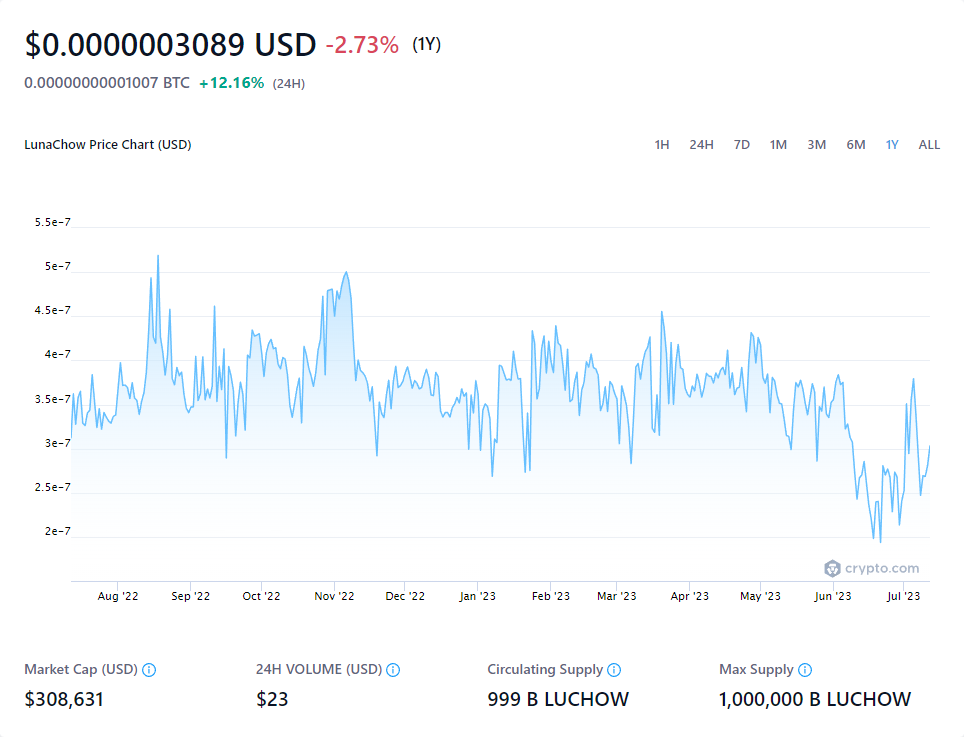 $0.0000003089 USD -2.73% (1Y)
0.00000000001007 BTC +12.16% (24H)
LunaChow Price Chart (USD) 1H 24H 7D 1M 3M 6M 1Y ALL
5.5e-7
5e-7
4.5e-7
4e-7
3.5e-7
3e-7
2.5e-7
2e-7
crypto.com
Aug '22 Sep '22 Oct '22 Nov '22 Dec '22 Jan '23 Feb '23 Mar '23 Apr '23 May '23 Jun '23 Jul '23
Market Cap (USD) 24H VOLUME (USD) Circulating Supply Max Supply
$308,631 $23 999 B LUCHOW 1,000,000 B LUCHOW